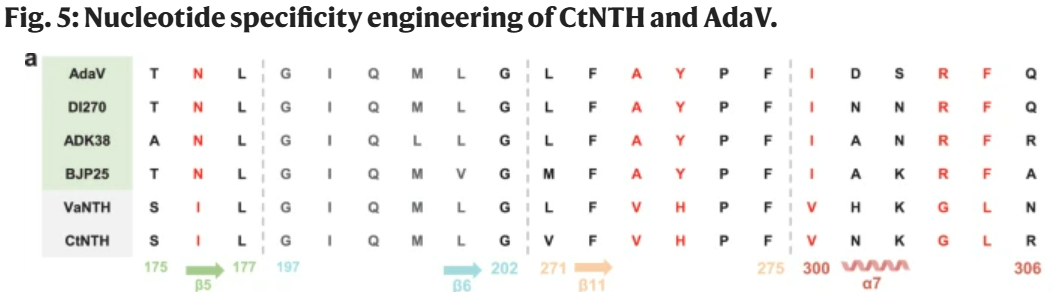 Fig. 5: Nucleotide specificity engineering of CtNTH and AdaV.
a
AdaV T N L G I Q M L G L F A Y P F I D S R F Q
DI270 T N L G I Q M L G L F A Y P F I N N R F Q
ADK38 A N L G I Q L L G L F A Y P F I A N R F R
BJP25 T N L G I Q M V G M F A Y P F I A K R F A
VaNTH S I L G I Q M L G L F V H P F V H K G L N
CtNTH S I L G I Q M L G V F V H P F V N K G L R
175 177 197 202 271 275 300 306
β5 β6 β11 α7